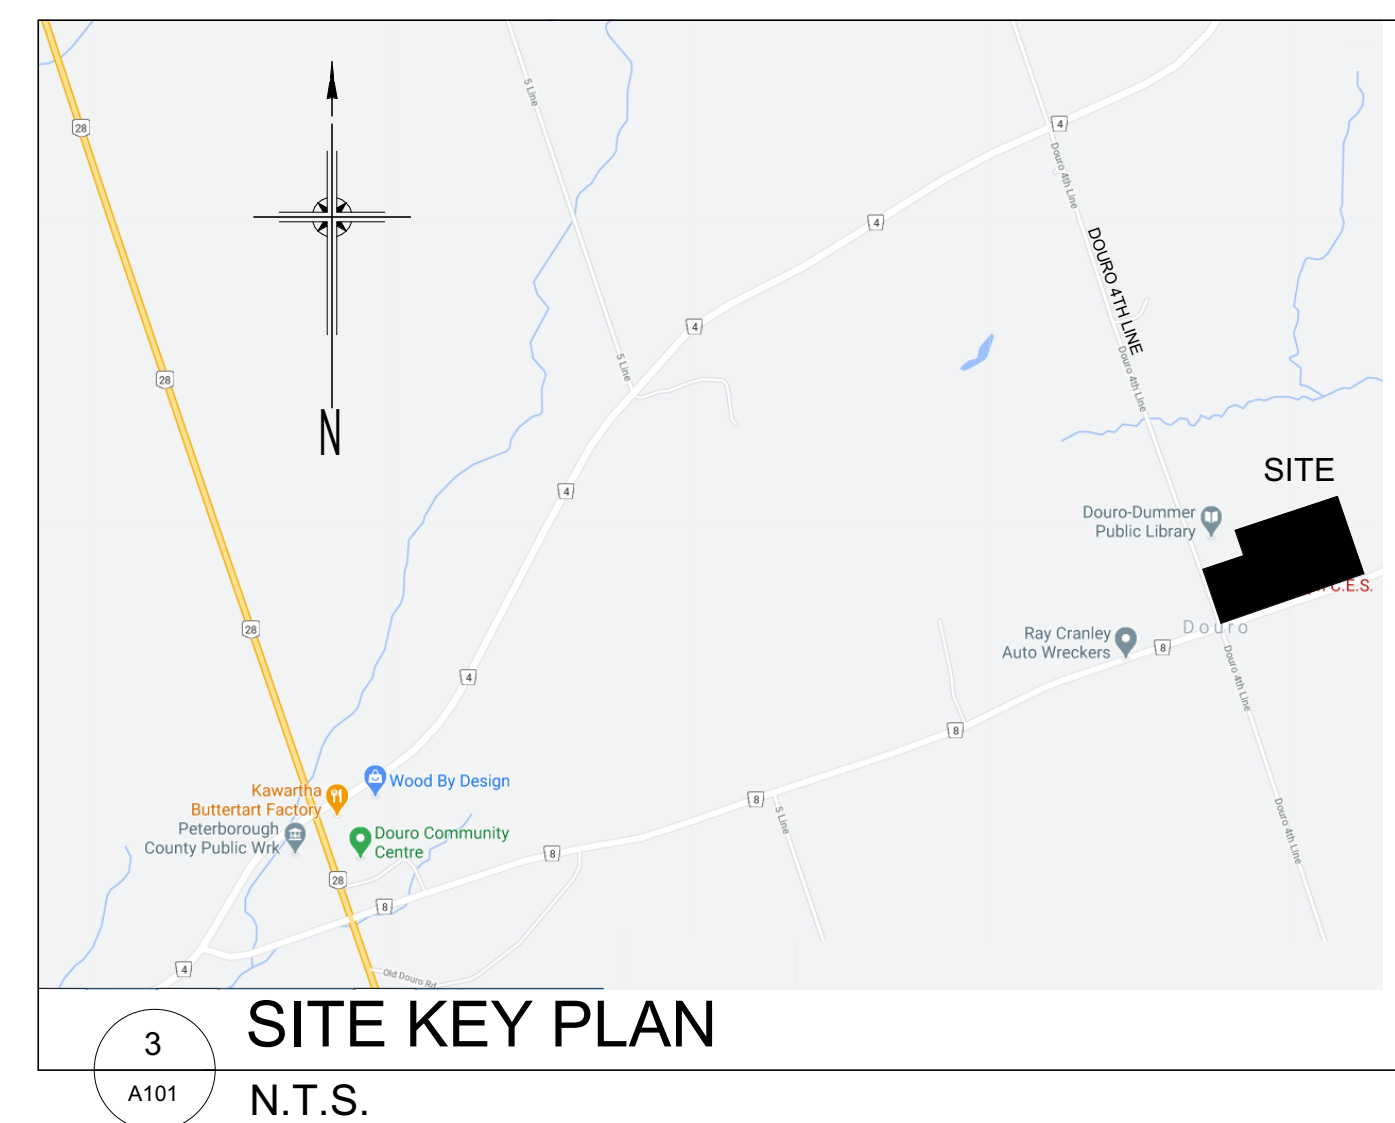 5 Line
28
4
Douro 4th Line
4
DOURO 4TH LINE
4
5 Line
Douro 4th Line
28
N
SITE
4
Douro-Dummer
Public Library
C.E.S.
Douro
Ray Cranley
Auto Wreckers
8
28
4
Douro 4th Line
8
Wood By Design
Kawartha
Buttertart Factory
8
5 Line
Douro 4th Line
Peterborough
County Public Wrk
Douro Community
Centre
8
28
8
4
Old Douro Rd
3
A101
SITE KEY PLAN
N.T.S.